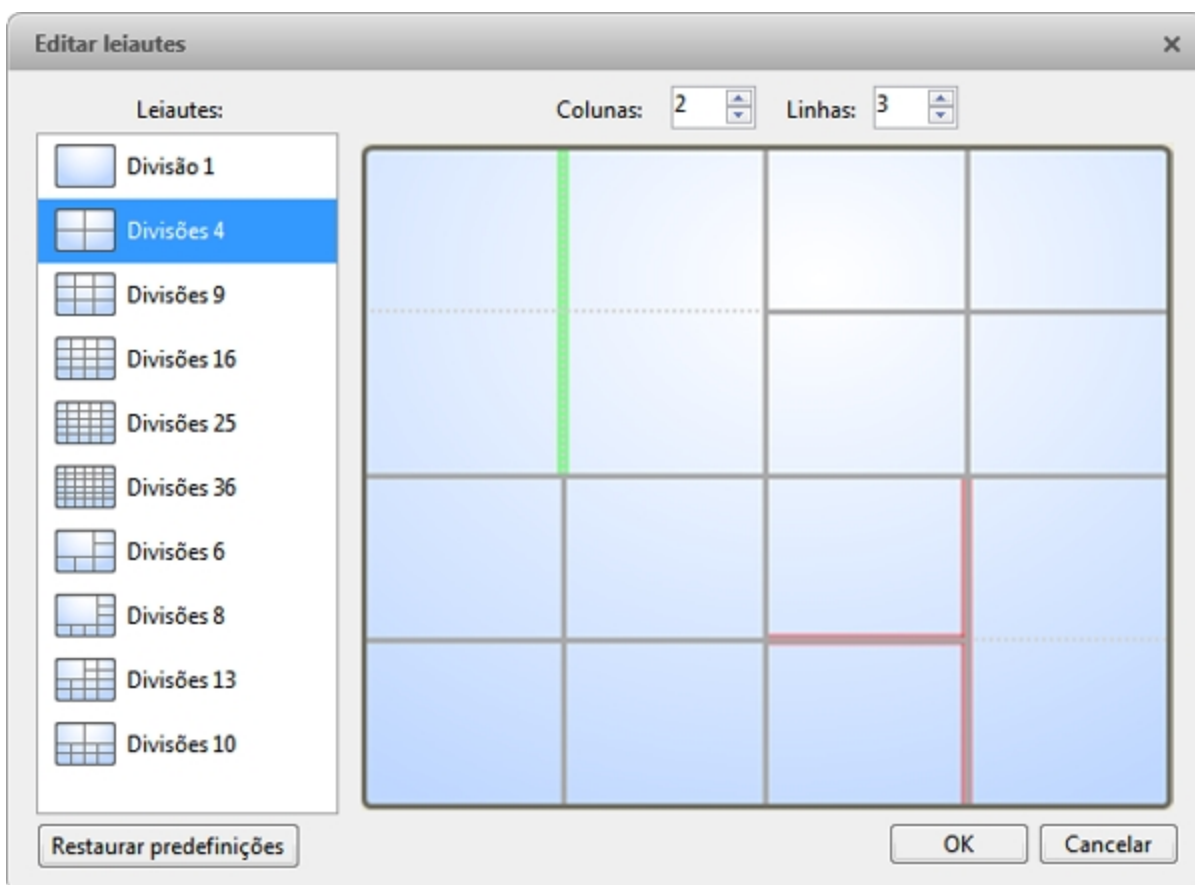 Editar leiautes
Leiautes:
Colunas: 2 Linhas: 3
Divisão 1
Divisões 4
Divisões 9
Divisões 16
Divisões 25
Divisões 36
Divisões 6
Divisões 8
Divisões 13
Divisões 10
Restaurar predefinições
OK
Cancelar